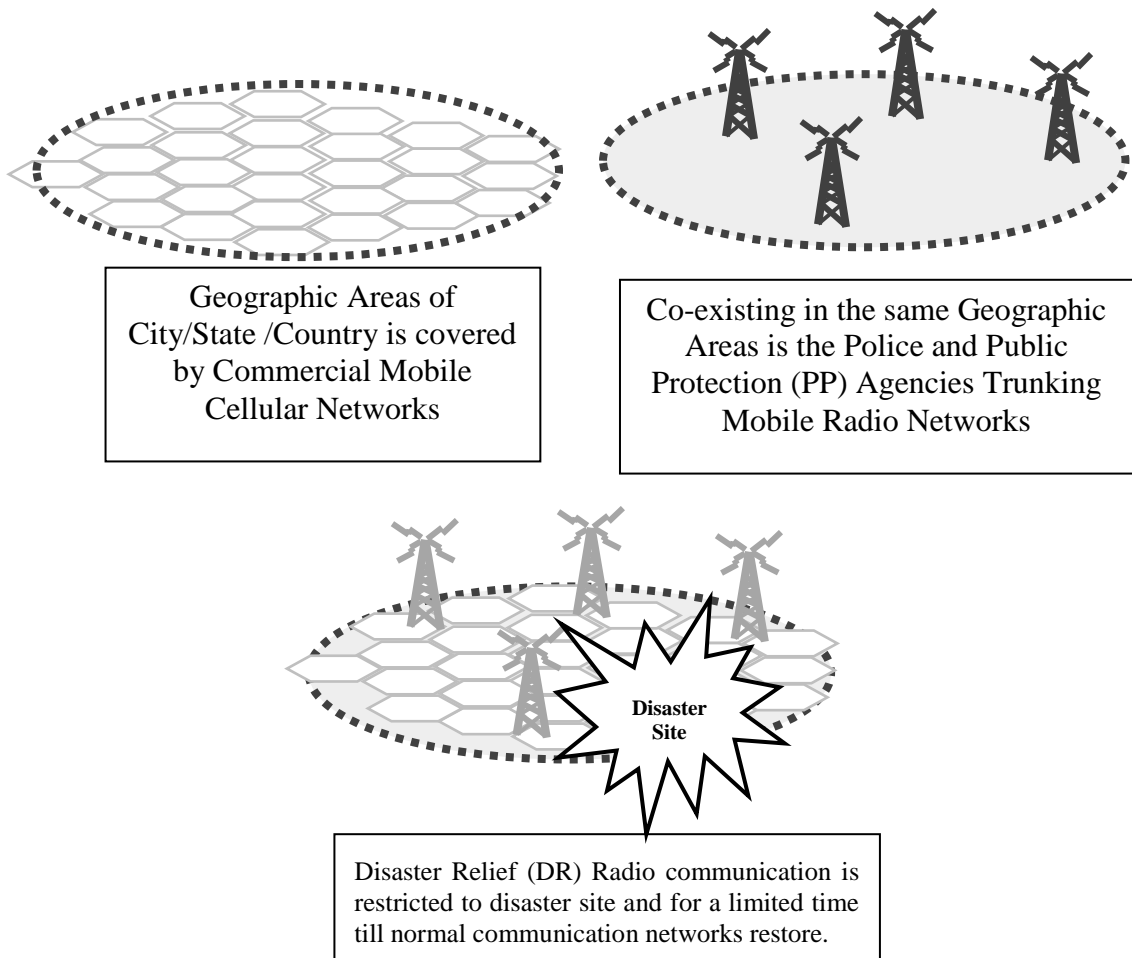 Geographic Areas of
City/State /Country is covered
by Commercial Mobile
Cellular Networks
Co-existing in the same Geographic
Areas is the Police and Public
Protection (PP) Agencies Trunking
Mobile Radio Networks
Disaster
Site
Disaster Relief (DR) Radio communication is
restricted to disaster site and for a limited time
till normal communication networks restore.